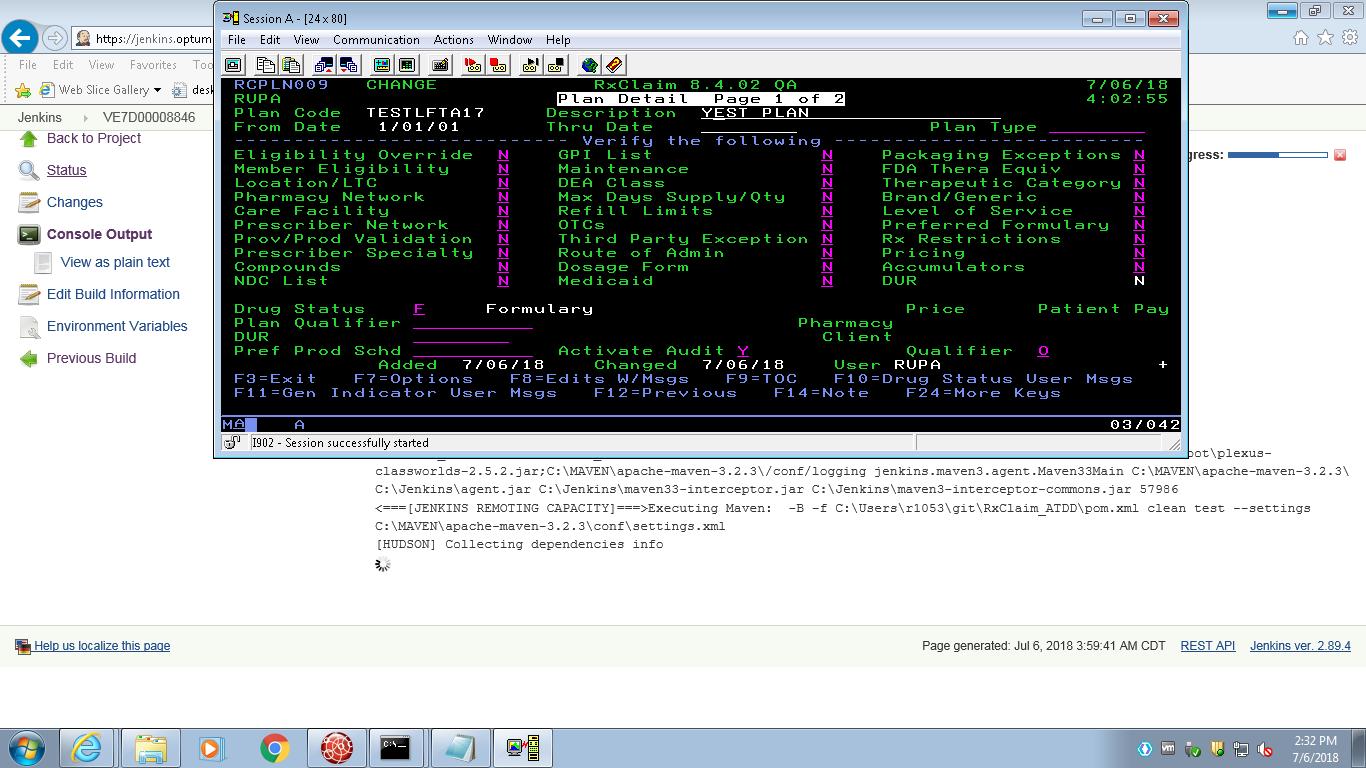 Session A - [24 x 80]
https://jenkins.optum
File Edit View Communication Actions Window Help
File Edit View Favorites Too
Web Slice Gallery desk
Jenkins VE7D00008846
Back to Project
Status
Changes
Console Output
View as plain text
Edit Build Information
Environment Variables
Previous Build
gress:
RCPLN009 CHANGE RxClaim 8.4.02 QA 7/06/18
RUPA Plan Detail Page 1 of 2 4:02:55
Plan Code TESTLFTA17 Description YEST PLAN
From Date 1/01/01 Thru Date Plan Type
Verify the following
Eligibility Override N GPI List N Packaging Exceptions N
Member Eligibility N Maintenance N FDA Thera Equiv N
Location/LTC N DEA Class N Therapeutic Category N
Pharmacy Network N Max Days Supply/Qty N Brand/Generic N
Care Facility N Refill Limits N Level of Service N
Prescriber Network N OTCs N Preferred Formulary N
Prov/Prod Validation N Third Party Exception N Rx Restrictions N
Prescriber Specialty N Route of Admin N Pricing N
Compounds N Dosage Form N Accumulators N
NDC List N Medicaid N DUR N
Drug Status F Formulary Price Patient Pay
Plan Qualifier Pharmacy
DUR Client
Pref Prod Schd Activate Audit Y Qualifier O
Added 7/06/18 Changed 7/06/18 User RUPA +
F3=Exit F7=Options F8=Edits W/Msgs F9=TOC F10=Drug Status User Msgs
F11=Gen Indicator User Msgs F12=Previous F14=Note F24=More Keys
MA A 03/042
I902 - Session successfully started
oot\plexus-
classworlds-2.5.2.jar;C:\MAVEN\apache-maven-3.2.3\/conf/logging jenkins.maven3.agent.Maven33Main C:\MAVEN\apache-maven-3.2.3\
C:\Jenkins\agent.jar C:\Jenkins\maven33-interceptor.jar C:\Jenkins\maven3-interceptor-commons.jar 57986
<===[JENKINS REMOTING CAPACITY]===>Executing Maven: -B -f C:\Users\r1053\git\RxClaim_ATDD\pom.xml clean test --settings
C:\MAVEN\apache-maven-3.2.3\conf\settings.xml
[HUDSON] Collecting dependencies info
Help us localize this page
Page generated: Jul 6, 2018 3:59:41 AM CDT REST API Jenkins ver. 2.89.4
2:32 PM
7/6/2018